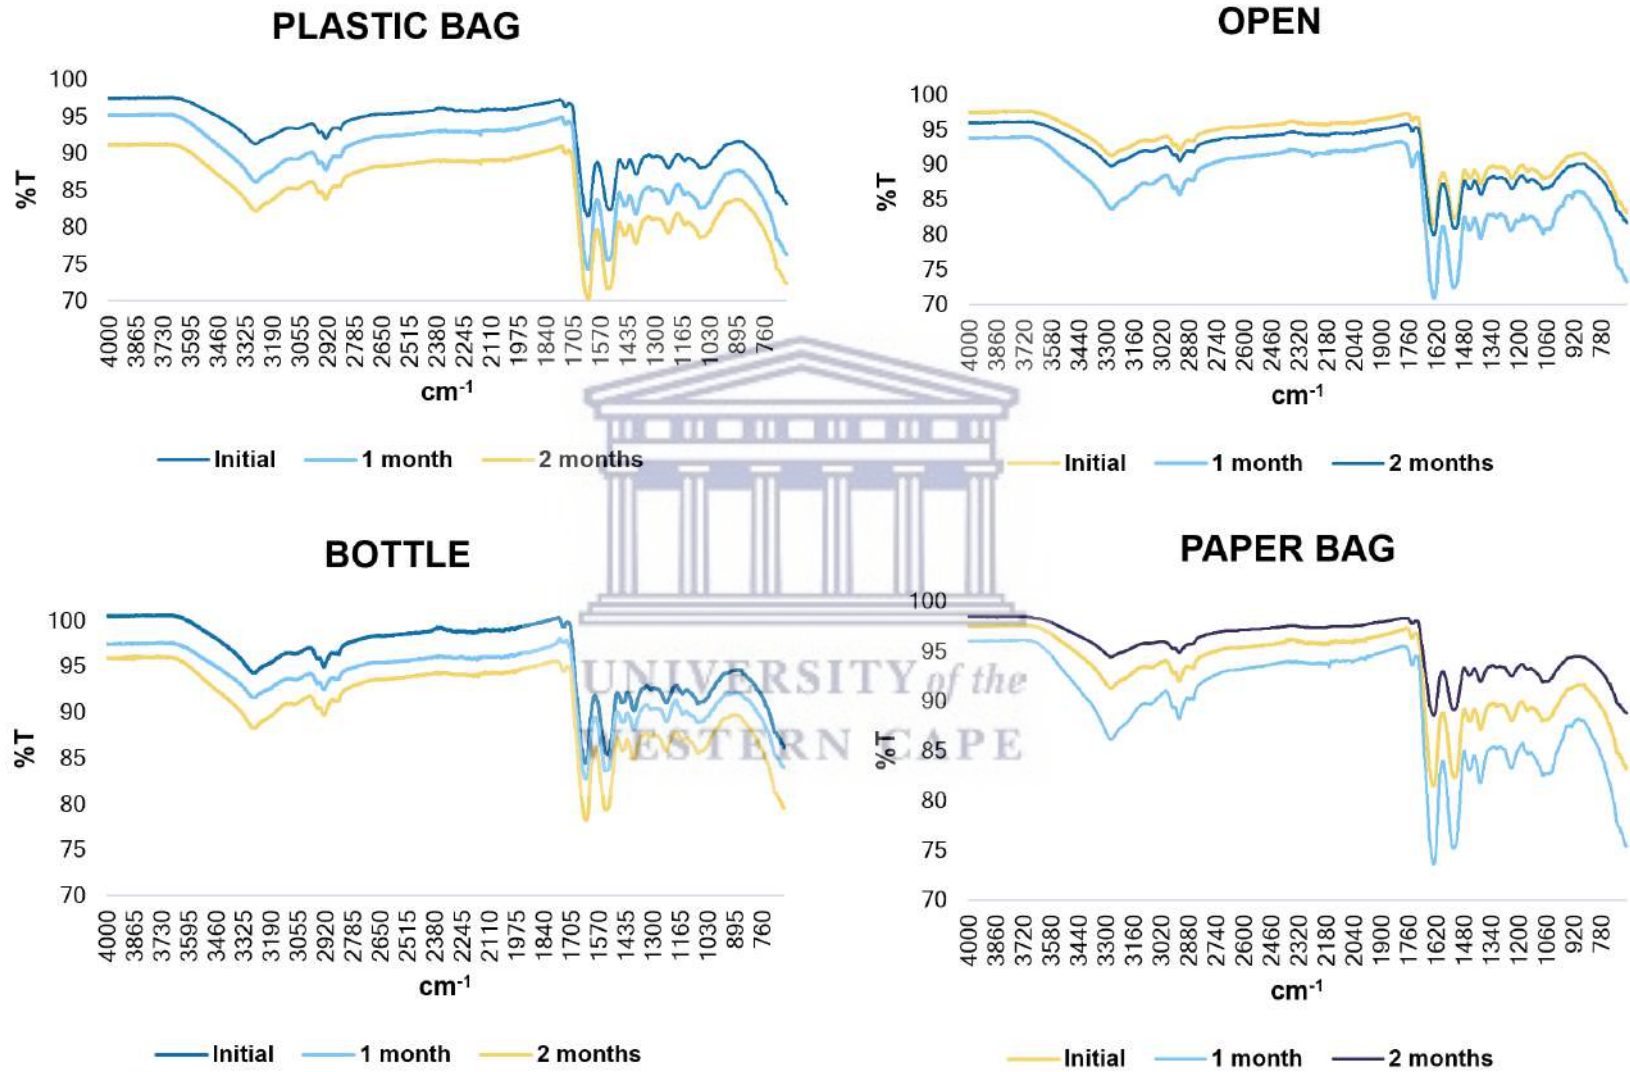 PLASTIC BAG
%T
100
95
90
85
80
75
70
4000 3865 3730 3595 3460 3325 3190 3055 2920 2785 2650 2515 2380 2245 2110 1975 1840 1705 1570 1435 1300 1165 1030 895 760
cm-1
Initial 1 month 2 months
OPEN
%T
100
95
90
85
80
75
70
4000 3860 3720 3580 3440 3300 3160 3020 2880 2740 2600 2460 2320 2180 2040 1900 1760 1620 1480 1340 1200 1060 920 780
cm-1
Initial 1 month 2 months
BOTTLE
%T
100
95
90
85
80
75
70
4000 3865 3730 3595 3460 3325 3190 3055 2920 2785 2650 2515 2380 2245 2110 1975 1840 1705 1570 1435 1300 1165 1030 895 760
cm-1
Initial 1 month 2 months
PAPER BAG
%T
100
95
90
85
80
75
70
4000 3860 3720 3580 3440 3300 3160 3020 2880 2740 2600 2460 2320 2180 2040 1900 1760 1620 1480 1340 1200 1060 920 780
cm-1
Initial 1 month 2 months
UNIVERSITY of the
WESTERN CAPE